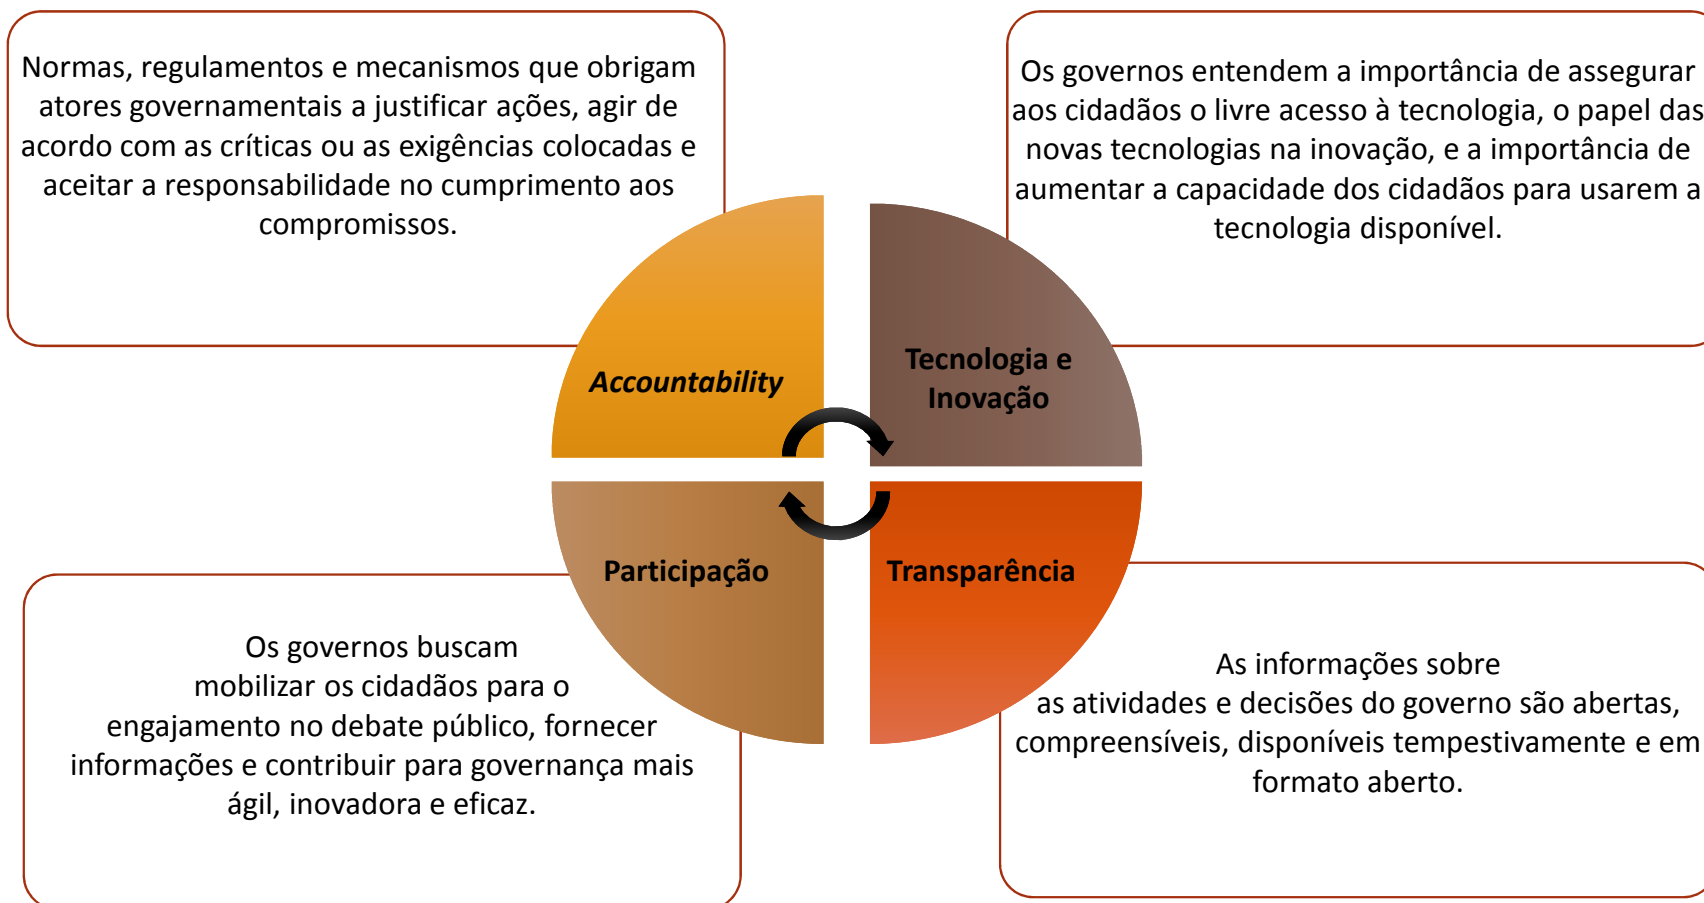 Normas, regulamentos e mecanismos que obrigam
atores governamentais a justificar ações, agir de
acordo com as críticas ou as exigências colocadas e
aceitar a responsabilidade no cumprimento aos
compromissos.
Os governos entendem a importância de assegurar
aos cidadãos o livre acesso à tecnologia, o papel das
novas tecnologias na inovação, e a importância de
aumentar a capacidade dos cidadãos para usarem a
tecnologia disponível.
Accountability
Tecnologia e
Inovação
Participação
Transparência
Os governos buscam
mobilizar os cidadãos para o
engajamento no debate público, fornecer
informações e contribuir para governança mais
ágil, inovadora e eficaz.
As informações sobre
as atividades e decisões do governo são abertas,
compreensíveis, disponíveis tempestivamente e em
formato aberto.